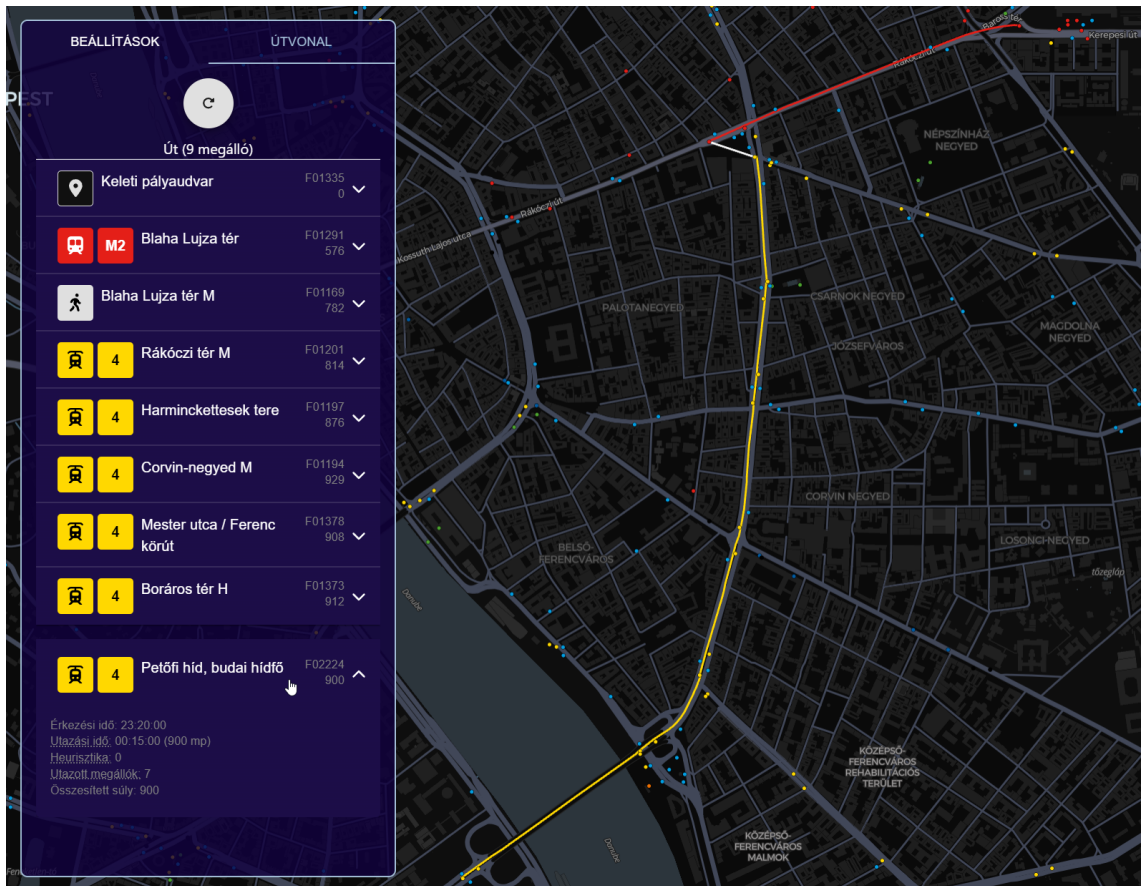 BEÁLLÍTÁSOK
ÚTVONAL
PEST
Út (9 megálló)
Keleti pályaudvar
F01335
0
M2
Blaha Lujza tér
F01291
576
Blaha Lujza tér M
F01169
782
4
Rákóczi tér M
F01201
814
4
Harminckettesek tere
F01197
876
4
Corvin-negyed M
F01194
929
4
Mester utca / Ferenc
körút
F01378
908
4
Boráros tér H
F01373
912
4
Petőfi híd, budai hídfő
F02224
900
Érkezési idő: 23:20:00
Utazási idő: 00:15:00 (900 mp)
Heurisztika: 0
Utazott megállók: 7
Összesített súly: 900
Baross tér
Kerepesi út
Rákóczi út
NÉPSZÍNHÁZ
NEGYED
Rákóczi út
Kossuth Lajos utca
PALOTANEGYED
CSARNOK NEGYED
JÓZSEFVÁROS
MAGDOLNA
NEGYED
CORVIN NEGYED
LOSONCI-NEGYED
BELSŐ-
FERENCVÁROS
tőzegláp
Danube
KÖZÉPSŐ-
FERENCVÁROS
REHABILITÁCIÓS
TERÜLET
KÖZÉPSŐ-
FERENCVÁROS
MALMOK
Danube